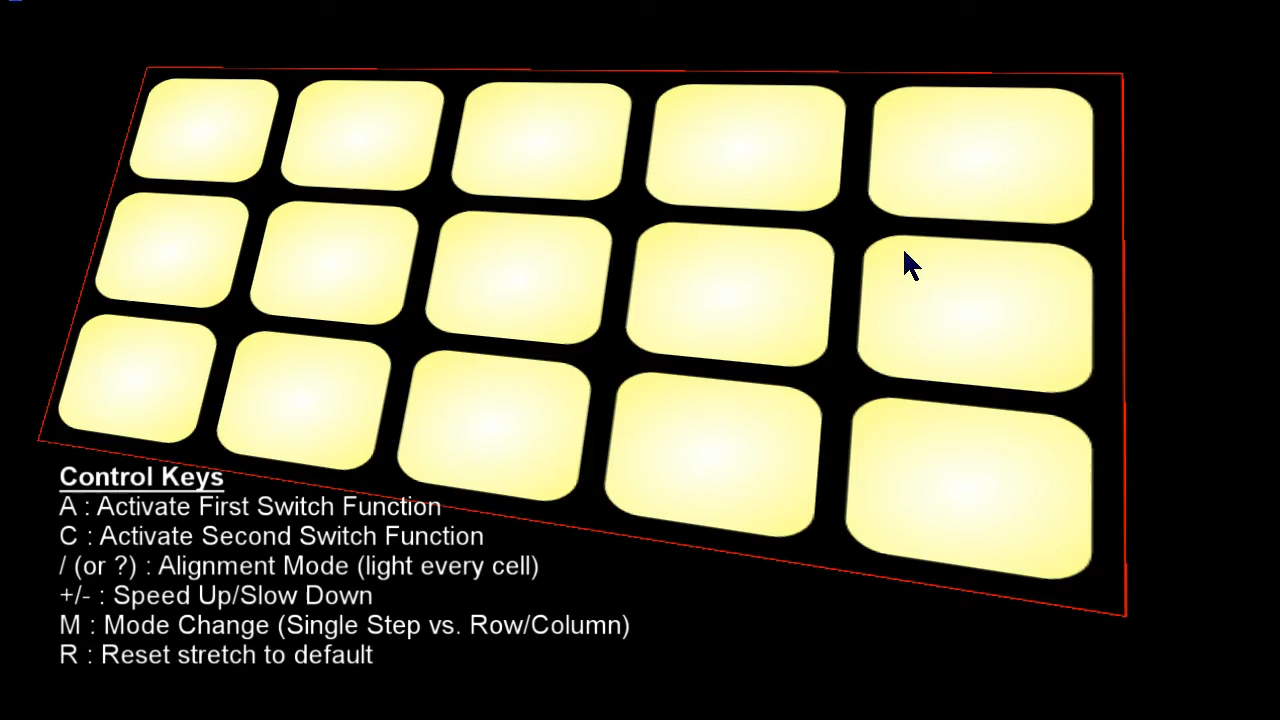 Control Keys
A : Activate First Switch Function
C : Activate Second Switch Function
/ (or ?) : Alignment Mode (light every cell)
+/- : Speed Up/Slow Down
M : Mode Change (Single Step vs. Row/Column)
R : Reset stretch to default